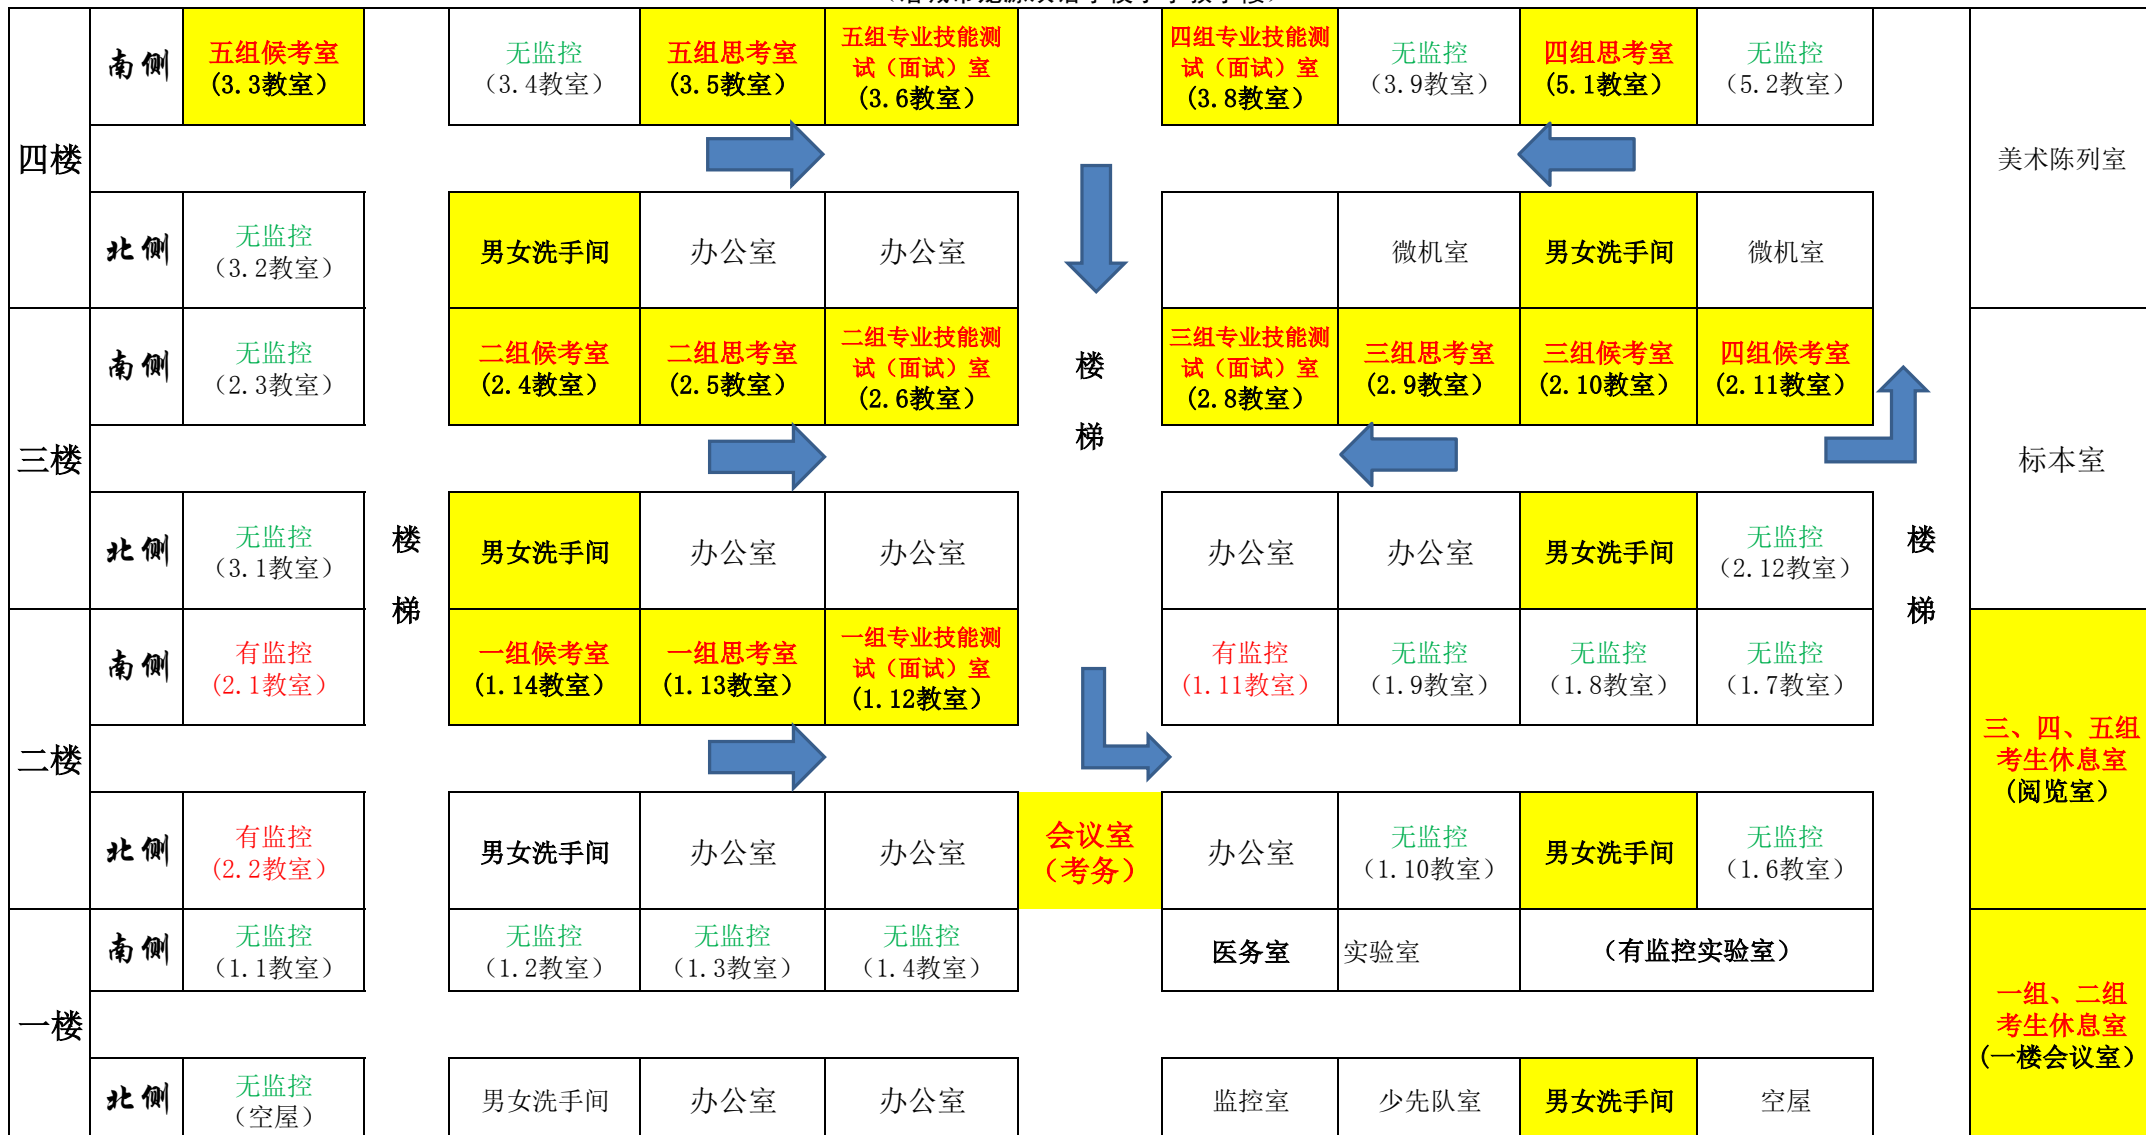 四楼
南侧
五组候考室
(3.3教室)
无监控
(3.4教室)
五组思考室
(3.5教室)
五组专业技能测
试（面试）室
(3.6教室)
四组专业技能测
试（面试）室
(3.8教室)
无监控
(3.9教室)
四组思考室
(5.1教室)
无监控
(5.2教室)
美术陈列室
北侧
无监控
(3.2教室)
男女洗手间
办公室
办公室
微机室
男女洗手间
微机室
三楼
南侧
无监控
(2.3教室)
二组候考室
(2.4教室)
二组思考室
(2.5教室)
二组专业技能测
试（面试）室
(2.6教室)
楼
梯
三组专业技能测
试（面试）室
(2.8教室)
三组思考室
(2.9教室)
三组候考室
(2.10教室)
四组候考室
(2.11教室)
标本室
北侧
无监控
(3.1教室)
楼
梯
男女洗手间
办公室
办公室
办公室
办公室
男女洗手间
无监控
(2.12教室)
楼
梯
二楼
南侧
有监控
(2.1教室)
一组候考室
(1.14教室)
一组思考室
(1.13教室)
一组专业技能测
试（面试）室
(1.12教室)
有监控
(1.11教室)
无监控
(1.9教室)
无监控
(1.8教室)
无监控
(1.7教室)
三、四、五组
考生休息室
(阅览室)
北侧
有监控
(2.2教室)
男女洗手间
办公室
办公室
会议室
(考务)
办公室
无监控
(1.10教室)
男女洗手间
无监控
(1.6教室)
一楼
南侧
无监控
(1.1教室)
无监控
(1.2教室)
无监控
(1.3教室)
无监控
(1.4教室)
医务室
实验室
(有监控实验室)
一组、二组
考生休息室
(一楼会议室)
北侧
无监控
(空屋)
男女洗手间
办公室
办公室
监控室
少先队室
男女洗手间
空屋